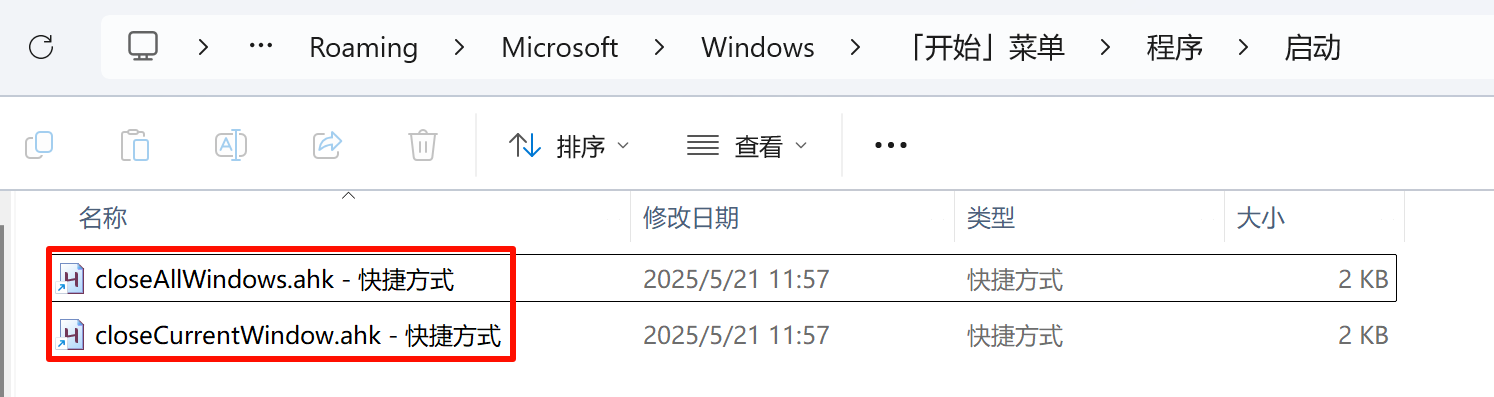 … Roaming Microsoft Windows 「开始」菜单 程序 启动
排序 查看
名称 修改日期 类型 大小
closeAllWindows.ahk - 快捷方式 2025/5/21 11:57 快捷方式 2 KB
closeCurrentWindow.ahk - 快捷方式 2025/5/21 11:57 快捷方式 2 KB